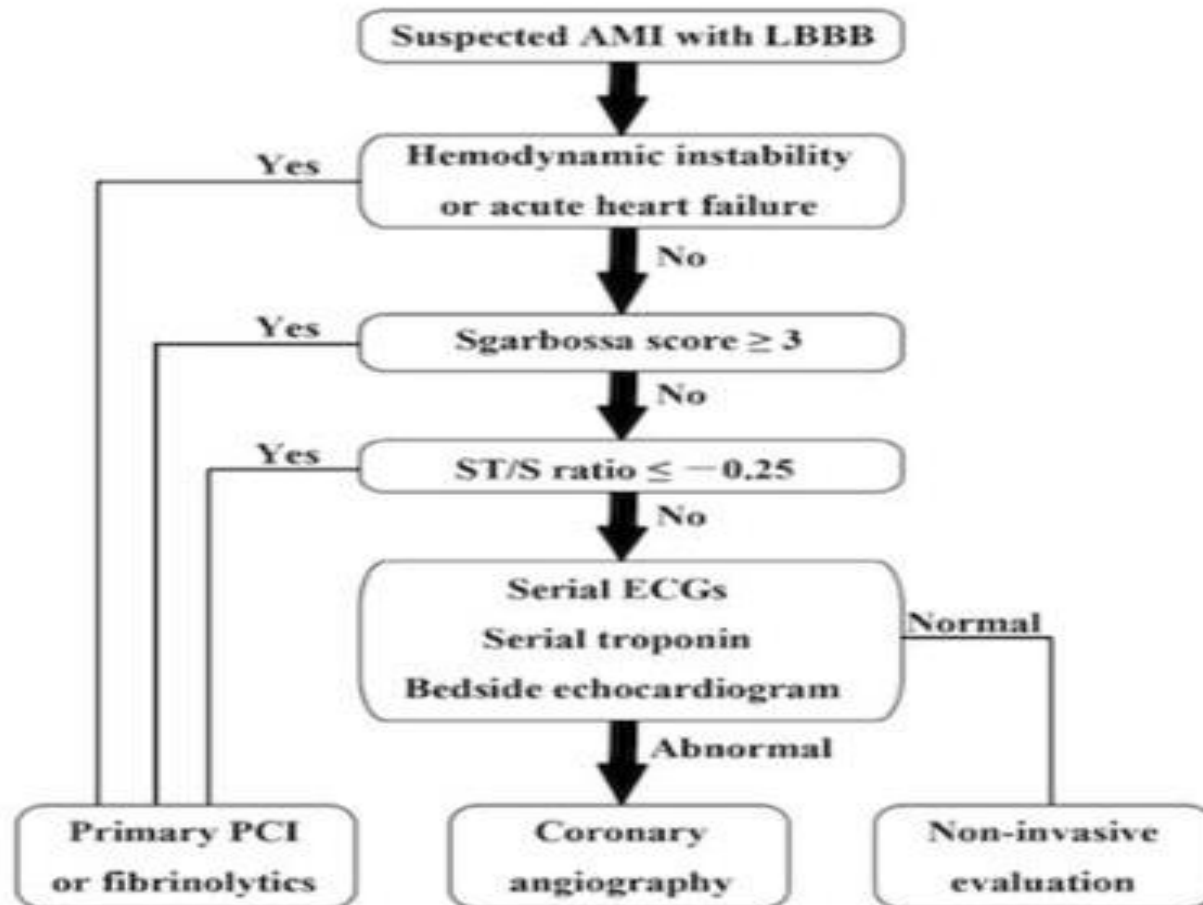 Suspected AMI with LBBB
Yes
Hemodynamic instability
or acute heart failure
No
Yes
Sgarbossa score ≥ 3
No
Yes
ST/S ratio ≤ －0.25
No
Serial ECGs
Serial troponin
Bedside echocardiogram
Normal
Abnormal
Primary PCI
or fibrinolytics
Coronary
angiography
Non-invasive
evaluation